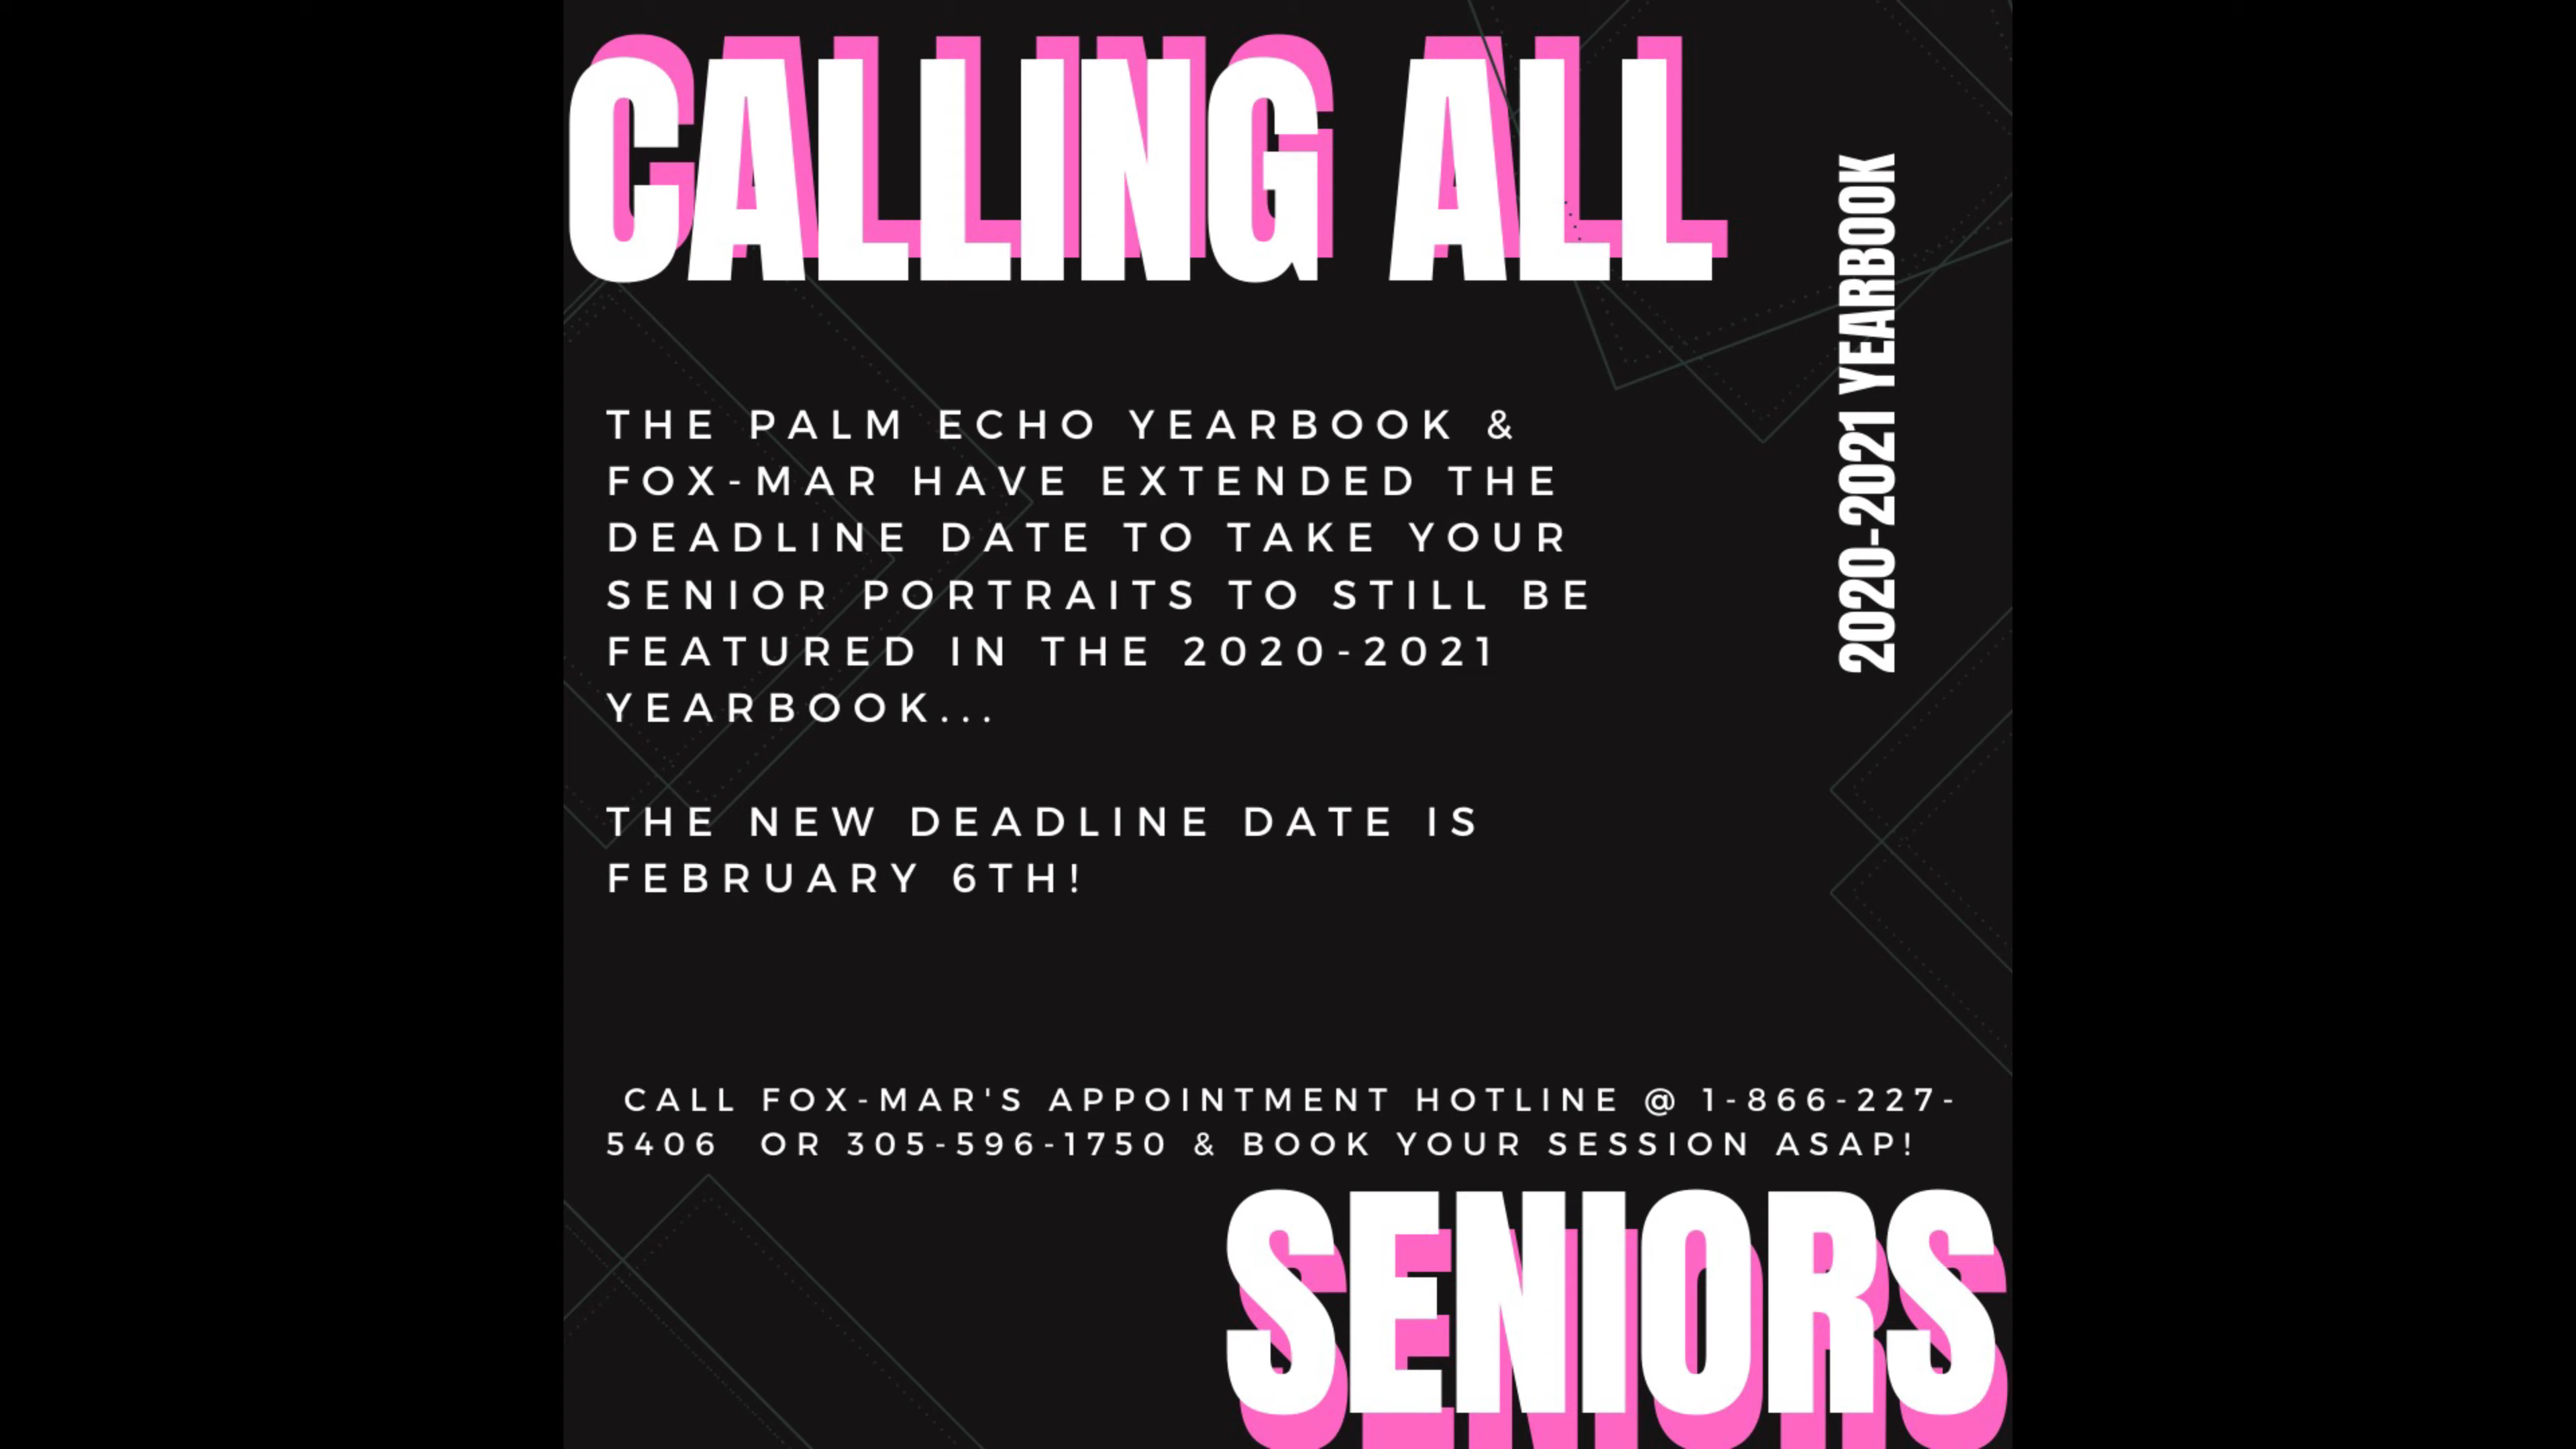 CALLING ALL
2020-2021 YEARBOOK
THE PALM ECHO YEARBOOK &
FOX-MAR HAVE EXTENDED THE
DEADLINE DATE TO TAKE YOUR
SENIOR PORTRAITS TO STILL BE
FEATURED IN THE 2020-2021
YEARBOOK...
THE NEW DEADLINE DATE IS
FEBRUARY 6TH!
CALL FOX-MAR'S APPOINTMENT HOTLINE @ 1-866-227-
5406 OR 305-596-1750 & BOOK YOUR SESSION ASAP!
SENIORS